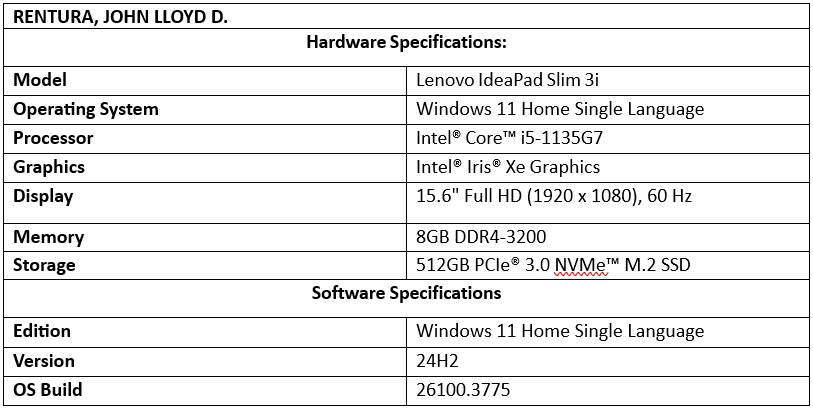 RENTURA, JOHN LLOYD D.
Hardware Specifications:
Model Lenovo IdeaPad Slim 3i
Operating System Windows 11 Home Single Language
Processor Intel® Core™ i5-1135G7
Graphics Intel® Iris® Xe Graphics
Display 15.6" Full HD (1920 x 1080), 60 Hz
Memory 8GB DDR4-3200
Storage 512GB PCIe® 3.0 NVMe™ M.2 SSD
Software Specifications
Edition Windows 11 Home Single Language
Version 24H2
OS Build 26100.3775